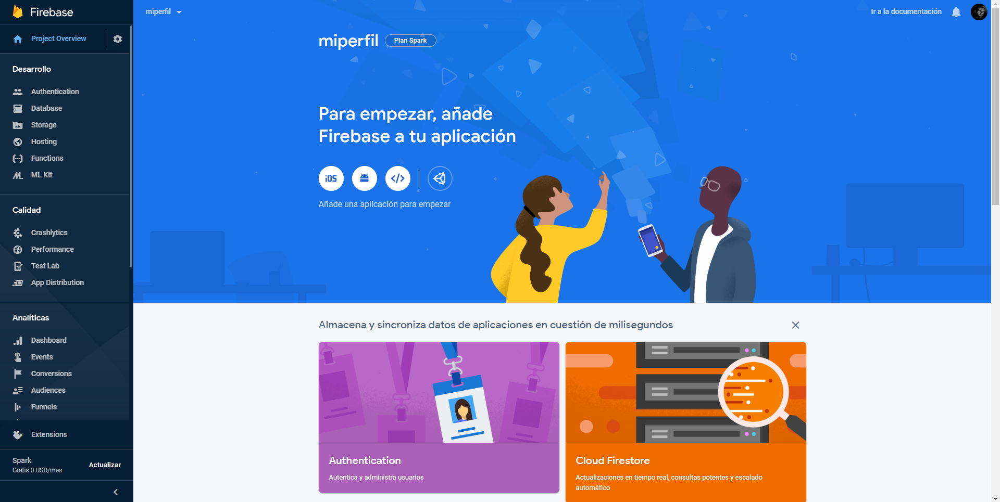 Firebase
Project Overview
Desarrollo
Authentication
Database
Storage
Hosting
Functions
ML Kit
Calidad
Crashlytics
Performance
Test Lab
App Distribution
Analíticas
Dashboard
Events
Conversions
Audiences
Funnels
Extensions
Spark
Gratis 0 USD/mes
Actualizar
miperfil
Ir a la documentación
miperfil
Plan Spark
Para empezar, añade
Firebase a tu aplicación
iOS
Añade una aplicación para empezar
Almacena y sincroniza datos de aplicaciones en cuestión de milisegundos
Authentication
Autentica y administra usuarios
Cloud Firestore
Actualizaciones en tiempo real, consultas potentes y escalado
automático